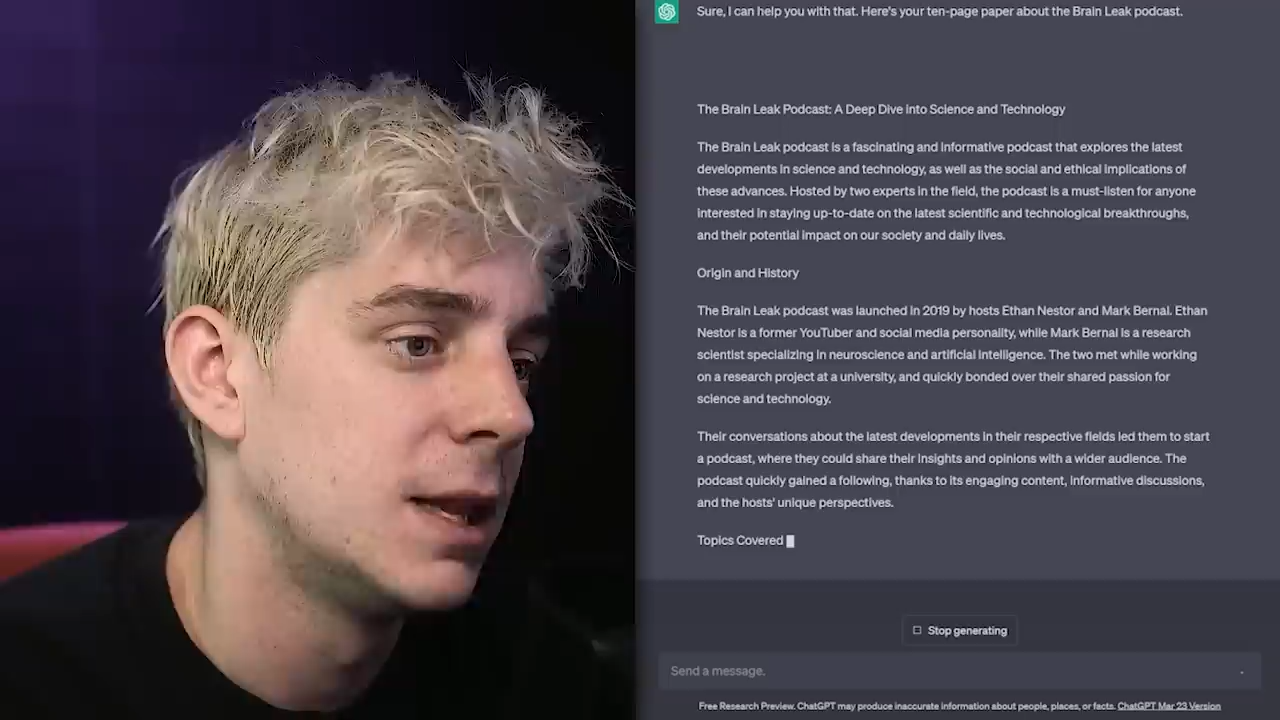 Sure, I can help you with that. Here's your ten-page paper about the Brain Leak podcast.
The Brain Leak Podcast: A Deep Dive into Science and Technology
The Brain Leak podcast is a fascinating and informative podcast that explores the latest
developments in science and technology, as well as the social and ethical implications of
these advances. Hosted by two experts in the field, the podcast is a must-listen for anyone
interested in staying up-to-date on the latest scientific and technological breakthroughs,
and their potential impact on our society and daily lives.
Origin and History
The Brain Leak podcast was launched in 2019 by hosts Ethan Nestor and Mark Bernal. Ethan
Nestor is a former YouTuber and social media personality, while Mark Bernal is a research
scientist specializing in neuroscience and artificial intelligence. The two met while working
on a research project at a university, and quickly bonded over their shared passion for
science and technology.
Their conversations about the latest developments in their respective fields led them to start
a podcast, where they could share their insights and opinions with a wider audience. The
podcast quickly gained a following, thanks to its engaging content, informative discussions,
and the hosts' unique perspectives.
Topics Covered
Stop generating
Send a message.
Free Research Preview. ChatGPT may produce inaccurate information about people, places, or facts. ChatGPT Mar 23 Version